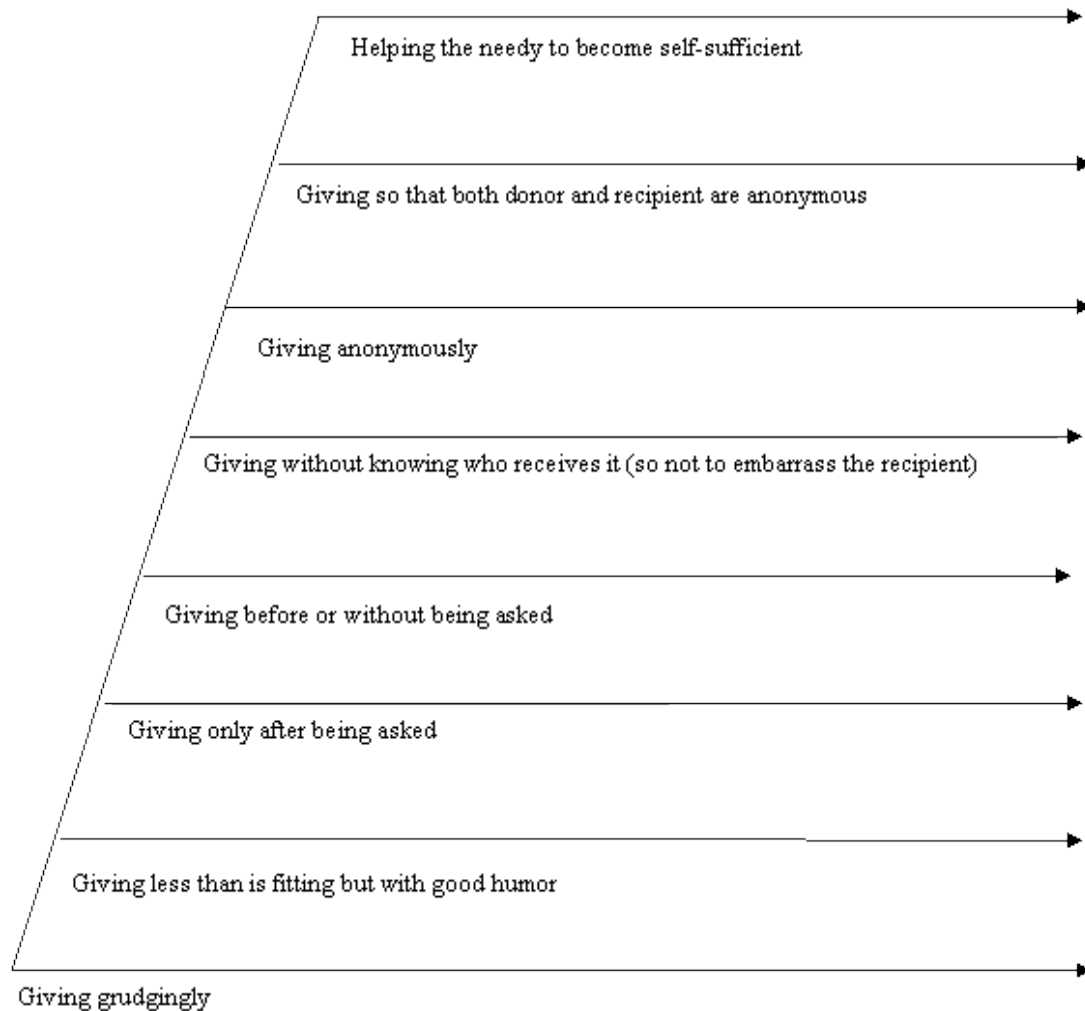 Helping the needy to become self-sufficient
Giving so that both donor and recipient are anonymous
Giving anonymously
Giving without knowing who receives it (so not to embarrass the recipient)
Giving before or without being asked
Giving only after being asked
Giving less than is fitting but with good humor
Giving grudgingly